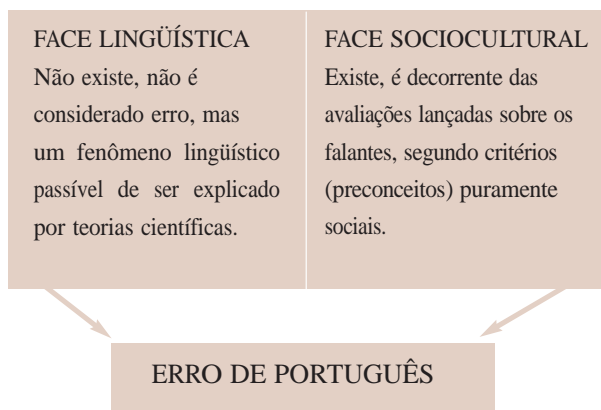 FACE LINGÜÍSTICA
Não existe, não é
considerado erro, mas
um fenômeno lingüístico
passível de ser explicado
por teorias científicas.
FACE SOCIOCULTURAL
Existe, é decorrente das
avaliações lançadas sobre os
falantes, segundo critérios
(preconceitos) puramente
sociais.
ERRO DE PORTUGUÊS